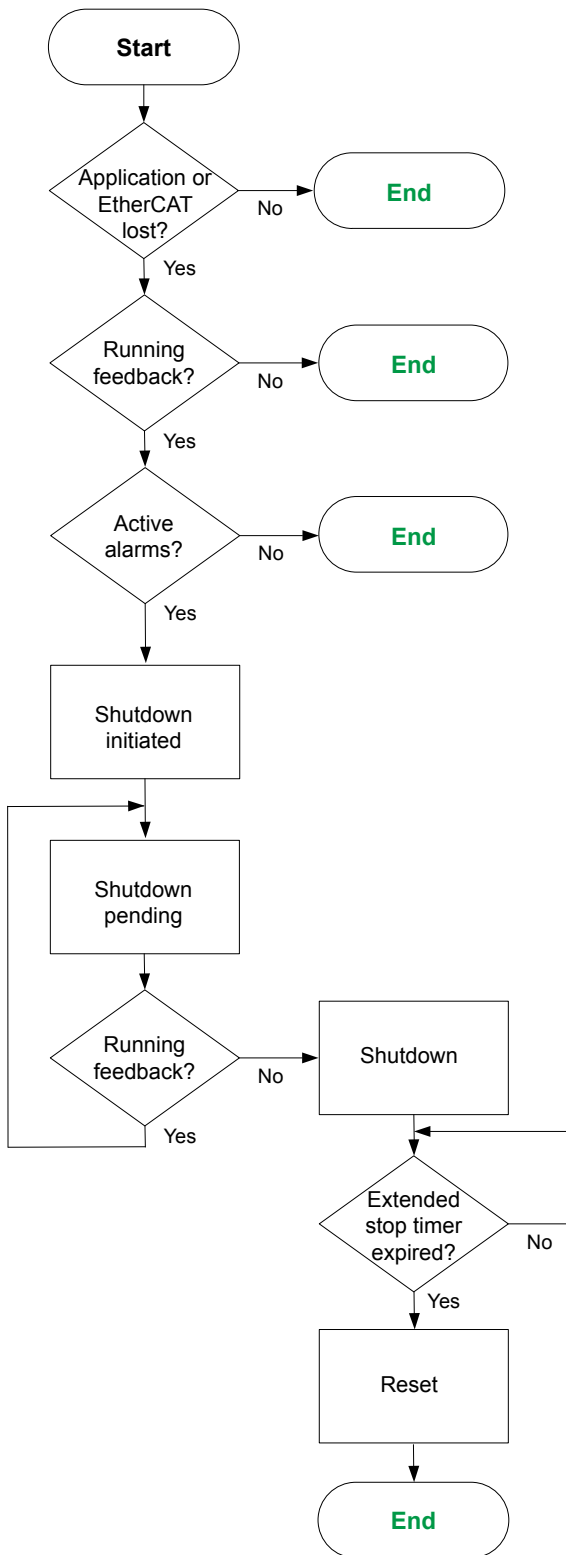 Start
Application or
EtherCAT
lost?
No
End
Yes
Running
feedback?
No
End
Yes
Active
alarms?
No
End
Yes
Shutdown
initiated
Shutdown
pending
Running
feedback?
No
Yes
Shutdown
Extended
stop timer
expired?
No
Yes
Reset
End